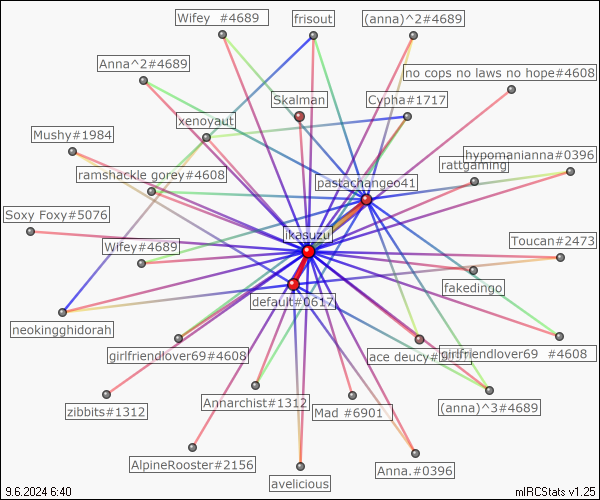 Wifey #4689
frisout
(anna)^2#4689
Anna^2#4689
no cops no laws no hope#4608
Skalman
Cypha#1717
xenoyaut
Mushy#1984
hypomanianna#0396
rattgaming
ramshackle gorey#4608
pastachangeo41
Soxy Foxy#5076
ikasuzu
Wifey#4689
Toucan#2473
fakedingo
default#0617
neokingghidorah
girlfriendlover69#4608
ace deucy#
girlfriendlover69 #4608
zibbits#1312
Annarchist#1312
Mad #6901
(anna)^3#4689
AlpineRooster#2156
Anna.#0396
avelicious
9.6.2024 6:40
mIRCStats v1.25